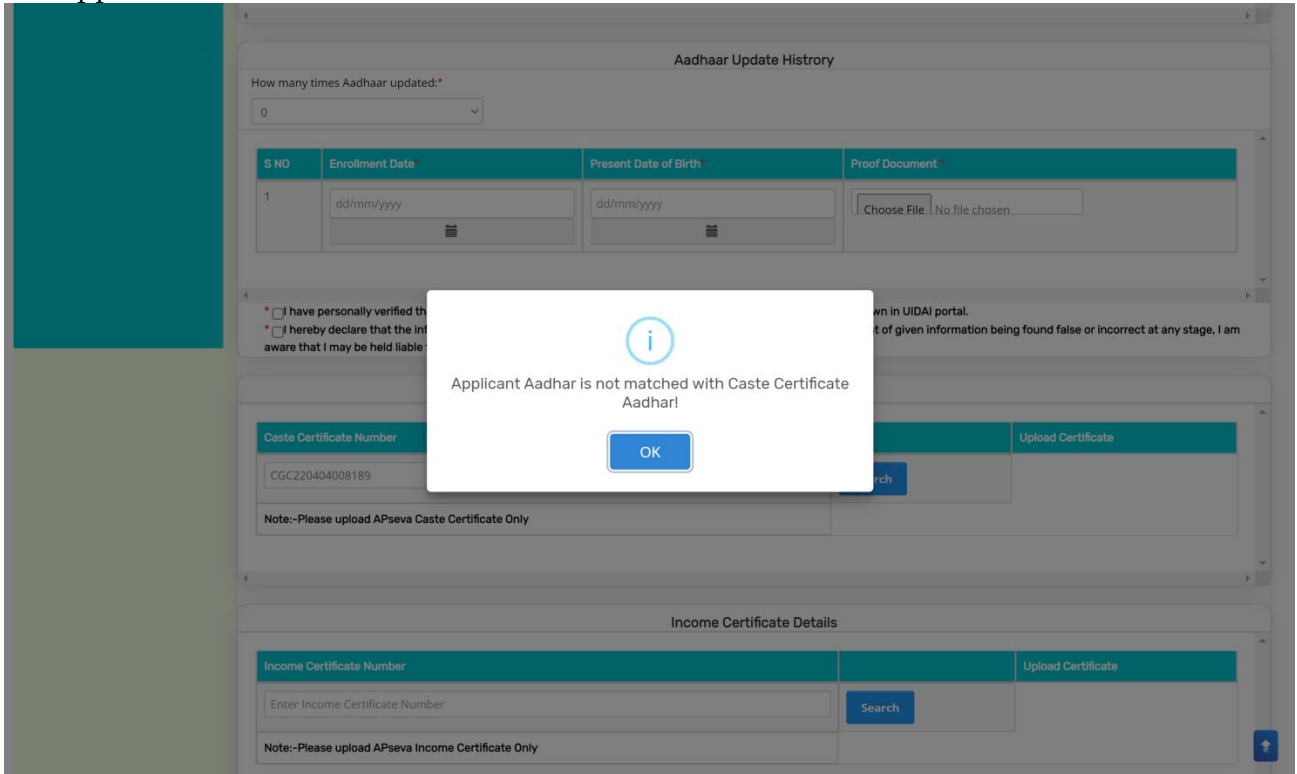 Aadhaar Update Histrory
How many times Aadhaar updated:*
0
S NO Enrollment Date* Present Date of Birth* Proof Document *
1 dd/mm/yyyy dd/mm/yyyy Choose File No file chosen
* I have personally verified th wn in UIDAI portal.
* I hereby declare that the inf t of given information being found false or incorrect at any stage, I am
aware that I may be held liable
Applicant Aadhar is not matched with Caste Certificate
Aadhar!
OK
Caste Certificate Number Upload Certificate
CGC220404008189 rch
Note:-Please upload APseva Caste Certificate Only
Income Certificate Details
Income Certificate Number Upload Certificate
Enter Income Certificate Number Search
Note:-Please upload APseva Income Certificate Only